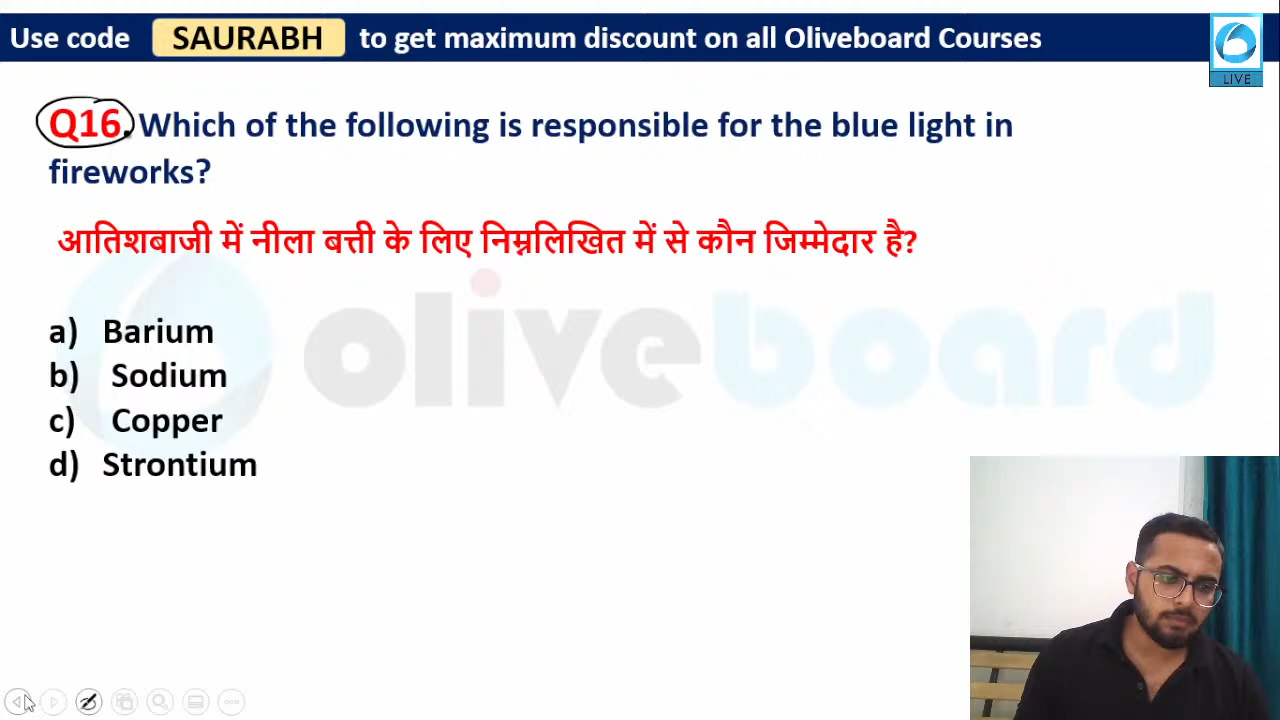 Use code SAURABH to get maximum discount on all Oliveboard Courses
LIVE
Q16. Which of the following is responsible for the blue light in
fireworks?
आतिशबाजी में नीला बत्ती के लिए निम्नलिखित में से कौन जिम्मेदार है?
oliveboard
a) Barium
b) Sodium
c) Copper
d) Strontium